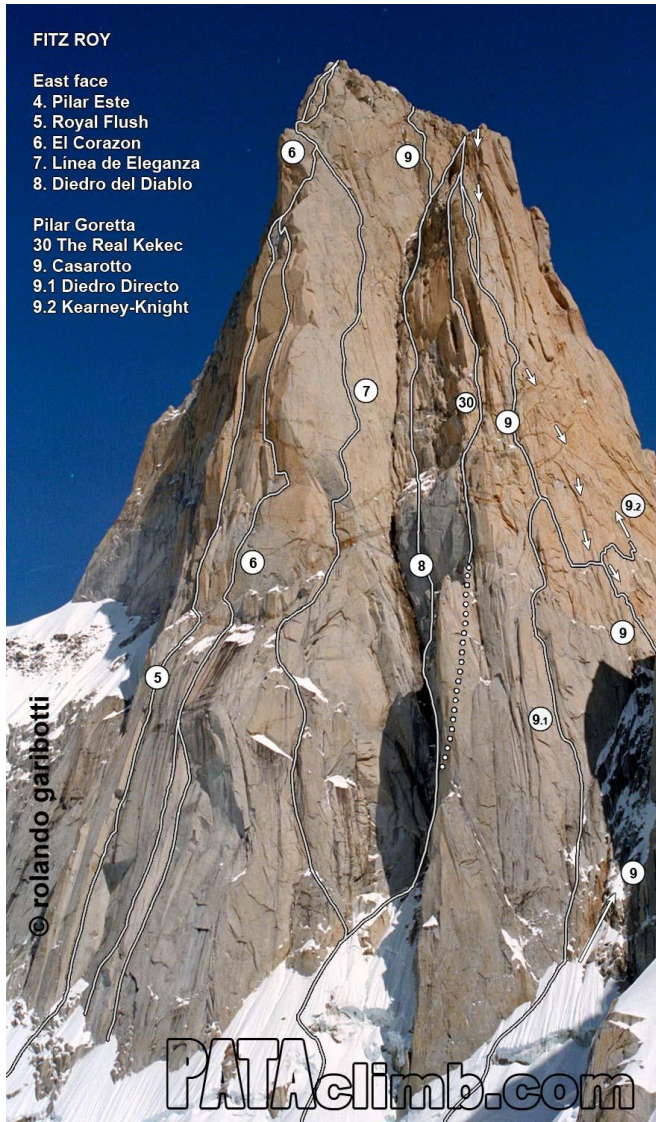 FITZ ROY
East face
4. Pilar Este
5. Royal Flush
6. El Corazon
7. Línea de Eleganza
8. Diedro del Diablo
Pilar Goretta
30 The Real Kekec
9. Casarotto
9.1 Diedro Directo
9.2 Kearney-Knight
6
9
7
30
9
9.2
6
8
9
5
9.1
9
© rolando garibotti
PATAclimb.com